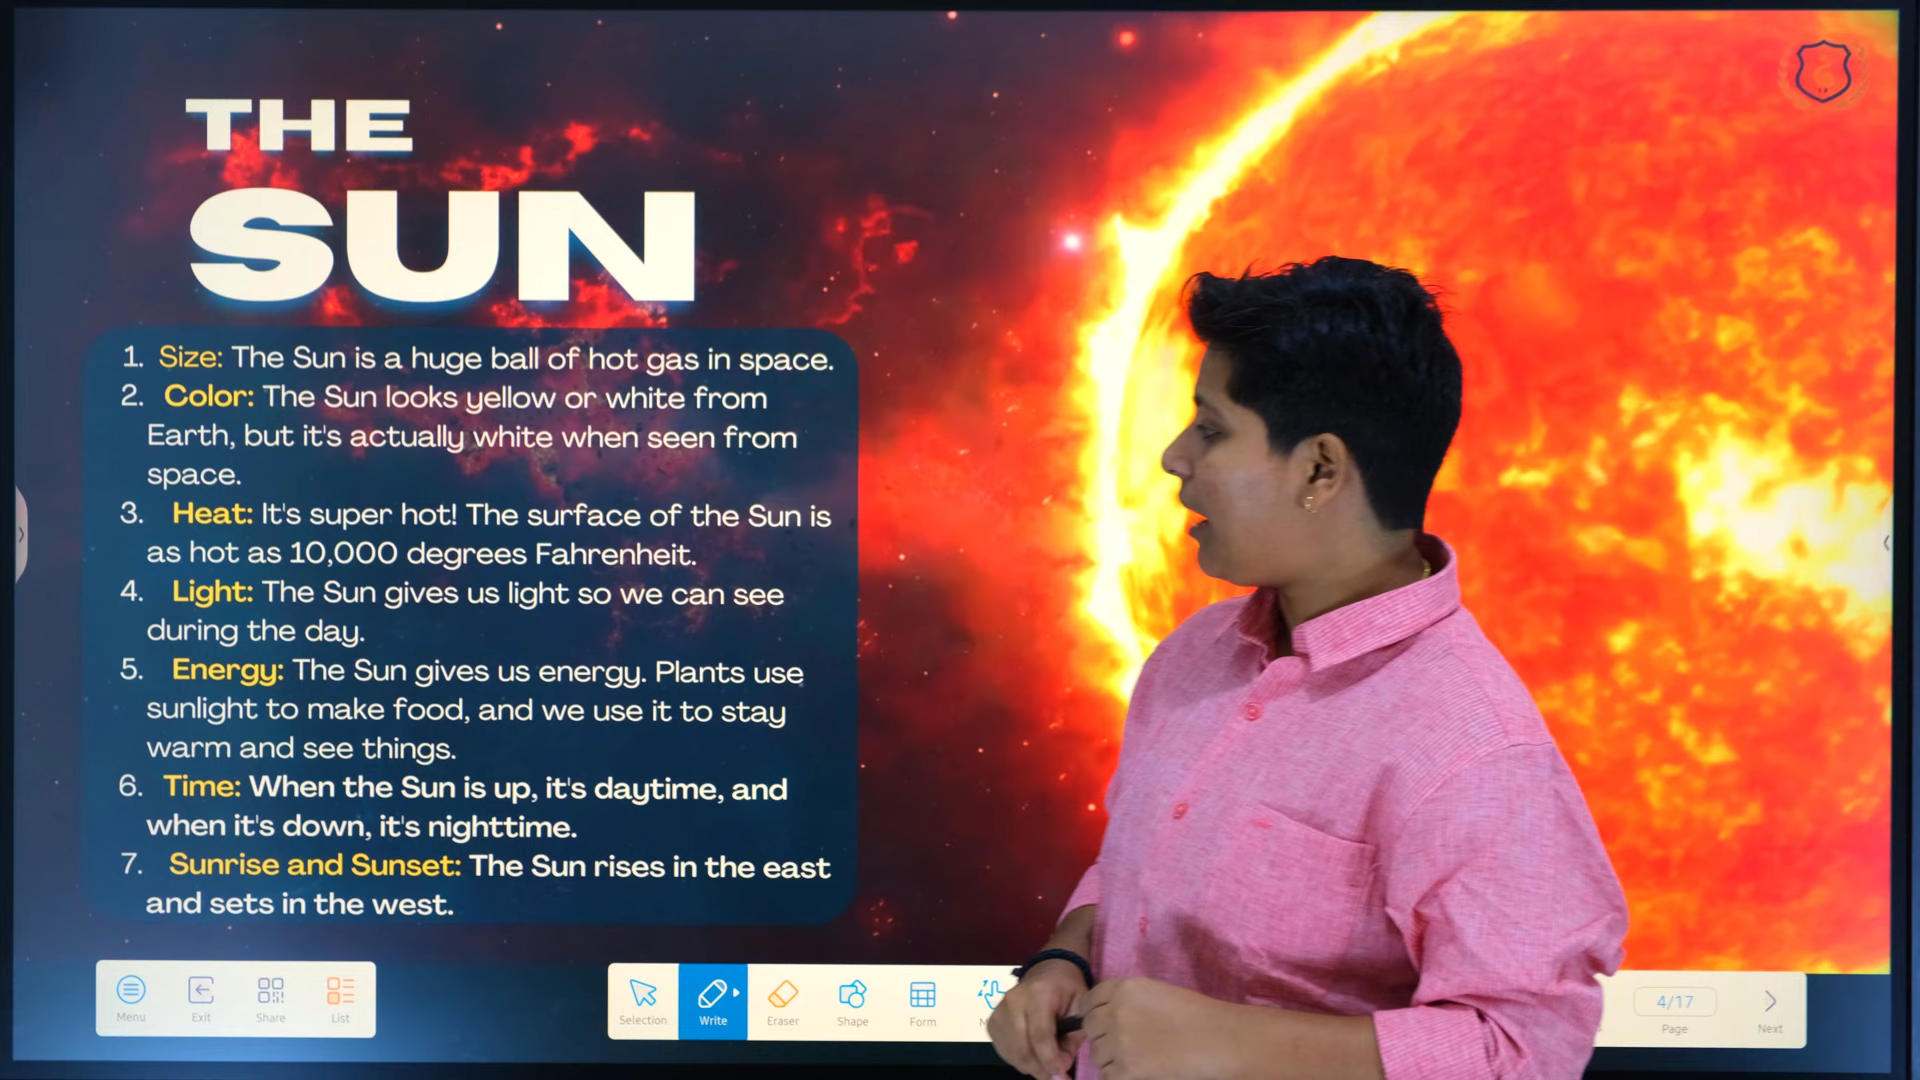 THE
SUN
1. Size: The Sun is a huge ball of hot gas in space.
2. Color: The Sun looks yellow or white from
Earth, but it's actually white when seen from
space.
3. Heat: It's super hot! The surface of the Sun is
as hot as 10,000 degrees Fahrenheit.
4. Light: The Sun gives us light so we can see
during the day.
5. Energy: The Sun gives us energy. Plants use
sunlight to make food, and we use it to stay
warm and see things.
6. Time: When the Sun is up, it's daytime, and
when it's down, it's nighttime.
7. Sunrise and Sunset: The Sun rises in the east
and sets in the west.
Menu Exit Share List
Selection Write Eraser Shape Form
4/17
Page Next